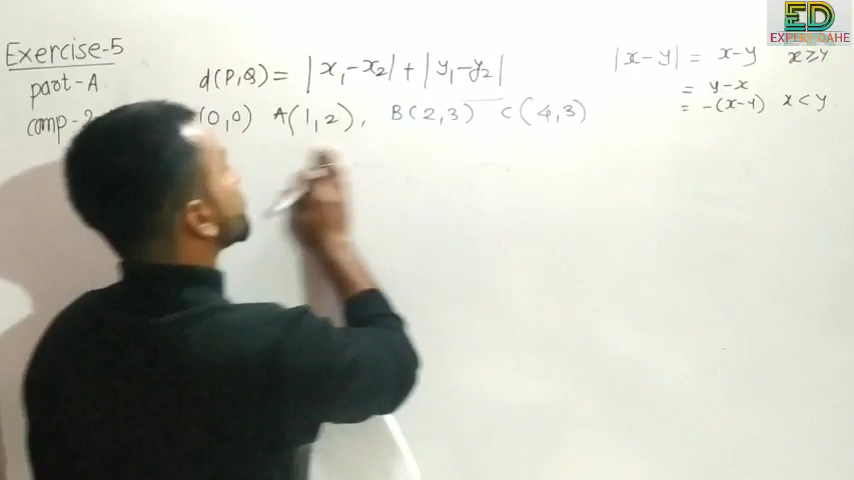 Exercise-5
part-A
comp-2
d(P,Q) = |x₁-x₂| + |y₁-y₂|
(0,0) A(1,2), B(2,3) C(4,3)
|x-y| = x-y x≥y
= y-x
= -(x-y) x<y
ED
EXPERT DAHE